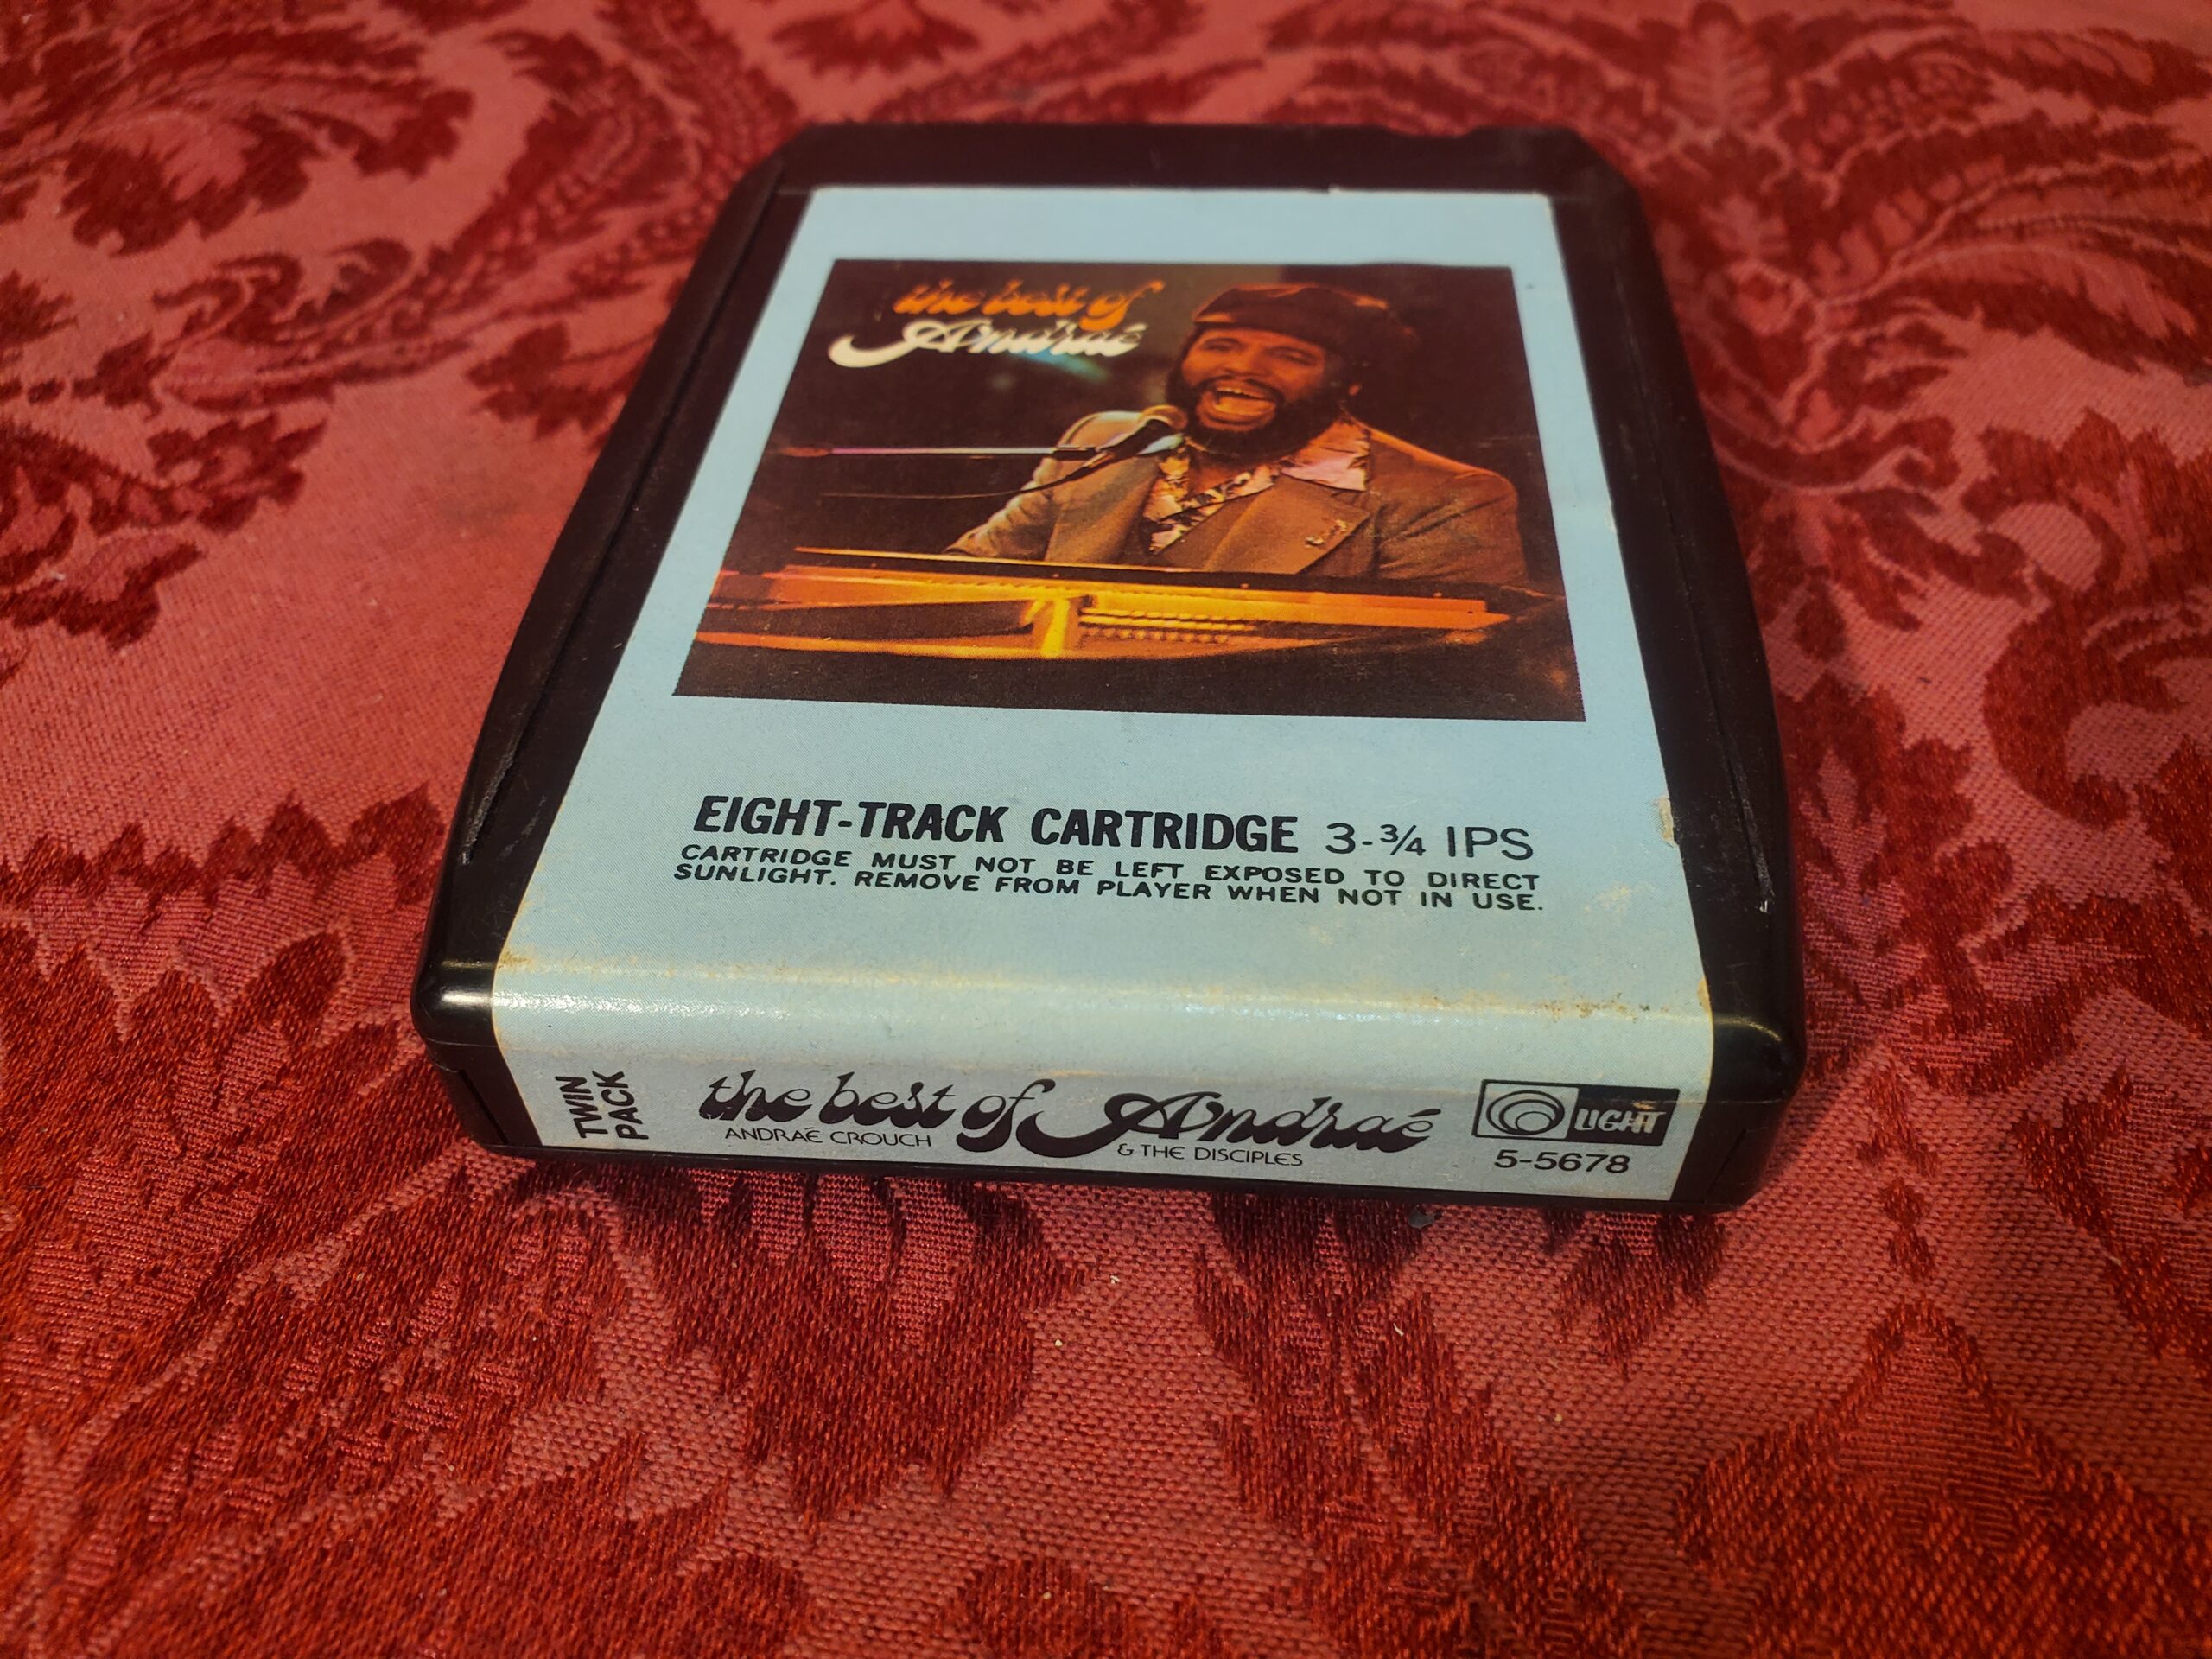 the best of
Andraé
EIGHT-TRACK CARTRIDGE 3-¾ IPS
CARTRIDGE MUST NOT BE LEFT EXPOSED TO DIRECT
SUNLIGHT. REMOVE FROM PLAYER WHEN NOT IN USE.
TWIN
PACK
the best of Andraé
ANDRAÉ CROUCH
& THE DISCIPLES
LIGHT
5-5678